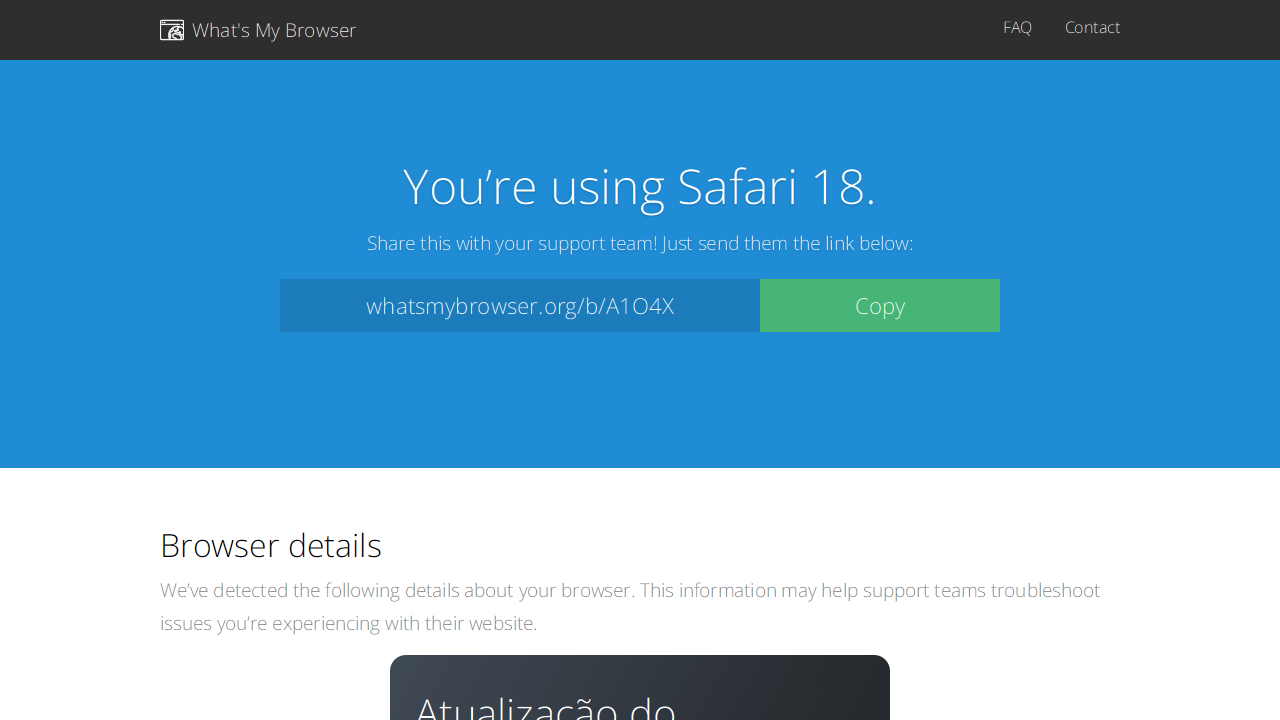 What's My Browser
FAQ
Contact
You’re using Safari 18.
Share this with your support team! Just send them the link below:
whatsmybrowser.org/b/A1O4X
Copy
Browser details
We’ve detected the following details about your browser. This information may help support teams troubleshoot
issues you’re experiencing with their website.
Atualização do